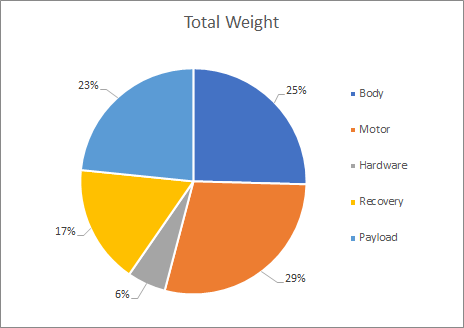 Total Weight
23%
25%
17%
6%
29%
Body
Motor
Hardware
Recovery
Payload